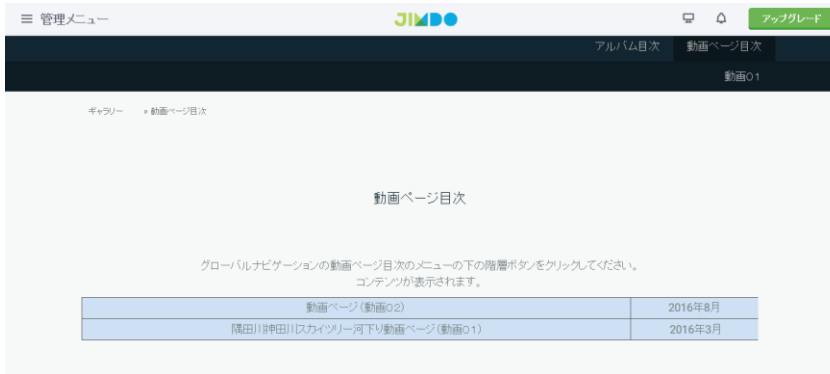 管理メニュー
JIMDO
アップグレード
アルバム目次 動画ページ目次
動画01
ギャラリー » 動画ページ目次
動画ページ目次
グローバルナビゲーションの動画ページ目次のメニューの下の階層ボタンをクリックしてください。
コンテンツが表示されます。
動画ページ(動画02) 2016年8月
隅田川神田川スカイツリー河下り動画ページ(動画01) 2016年3月